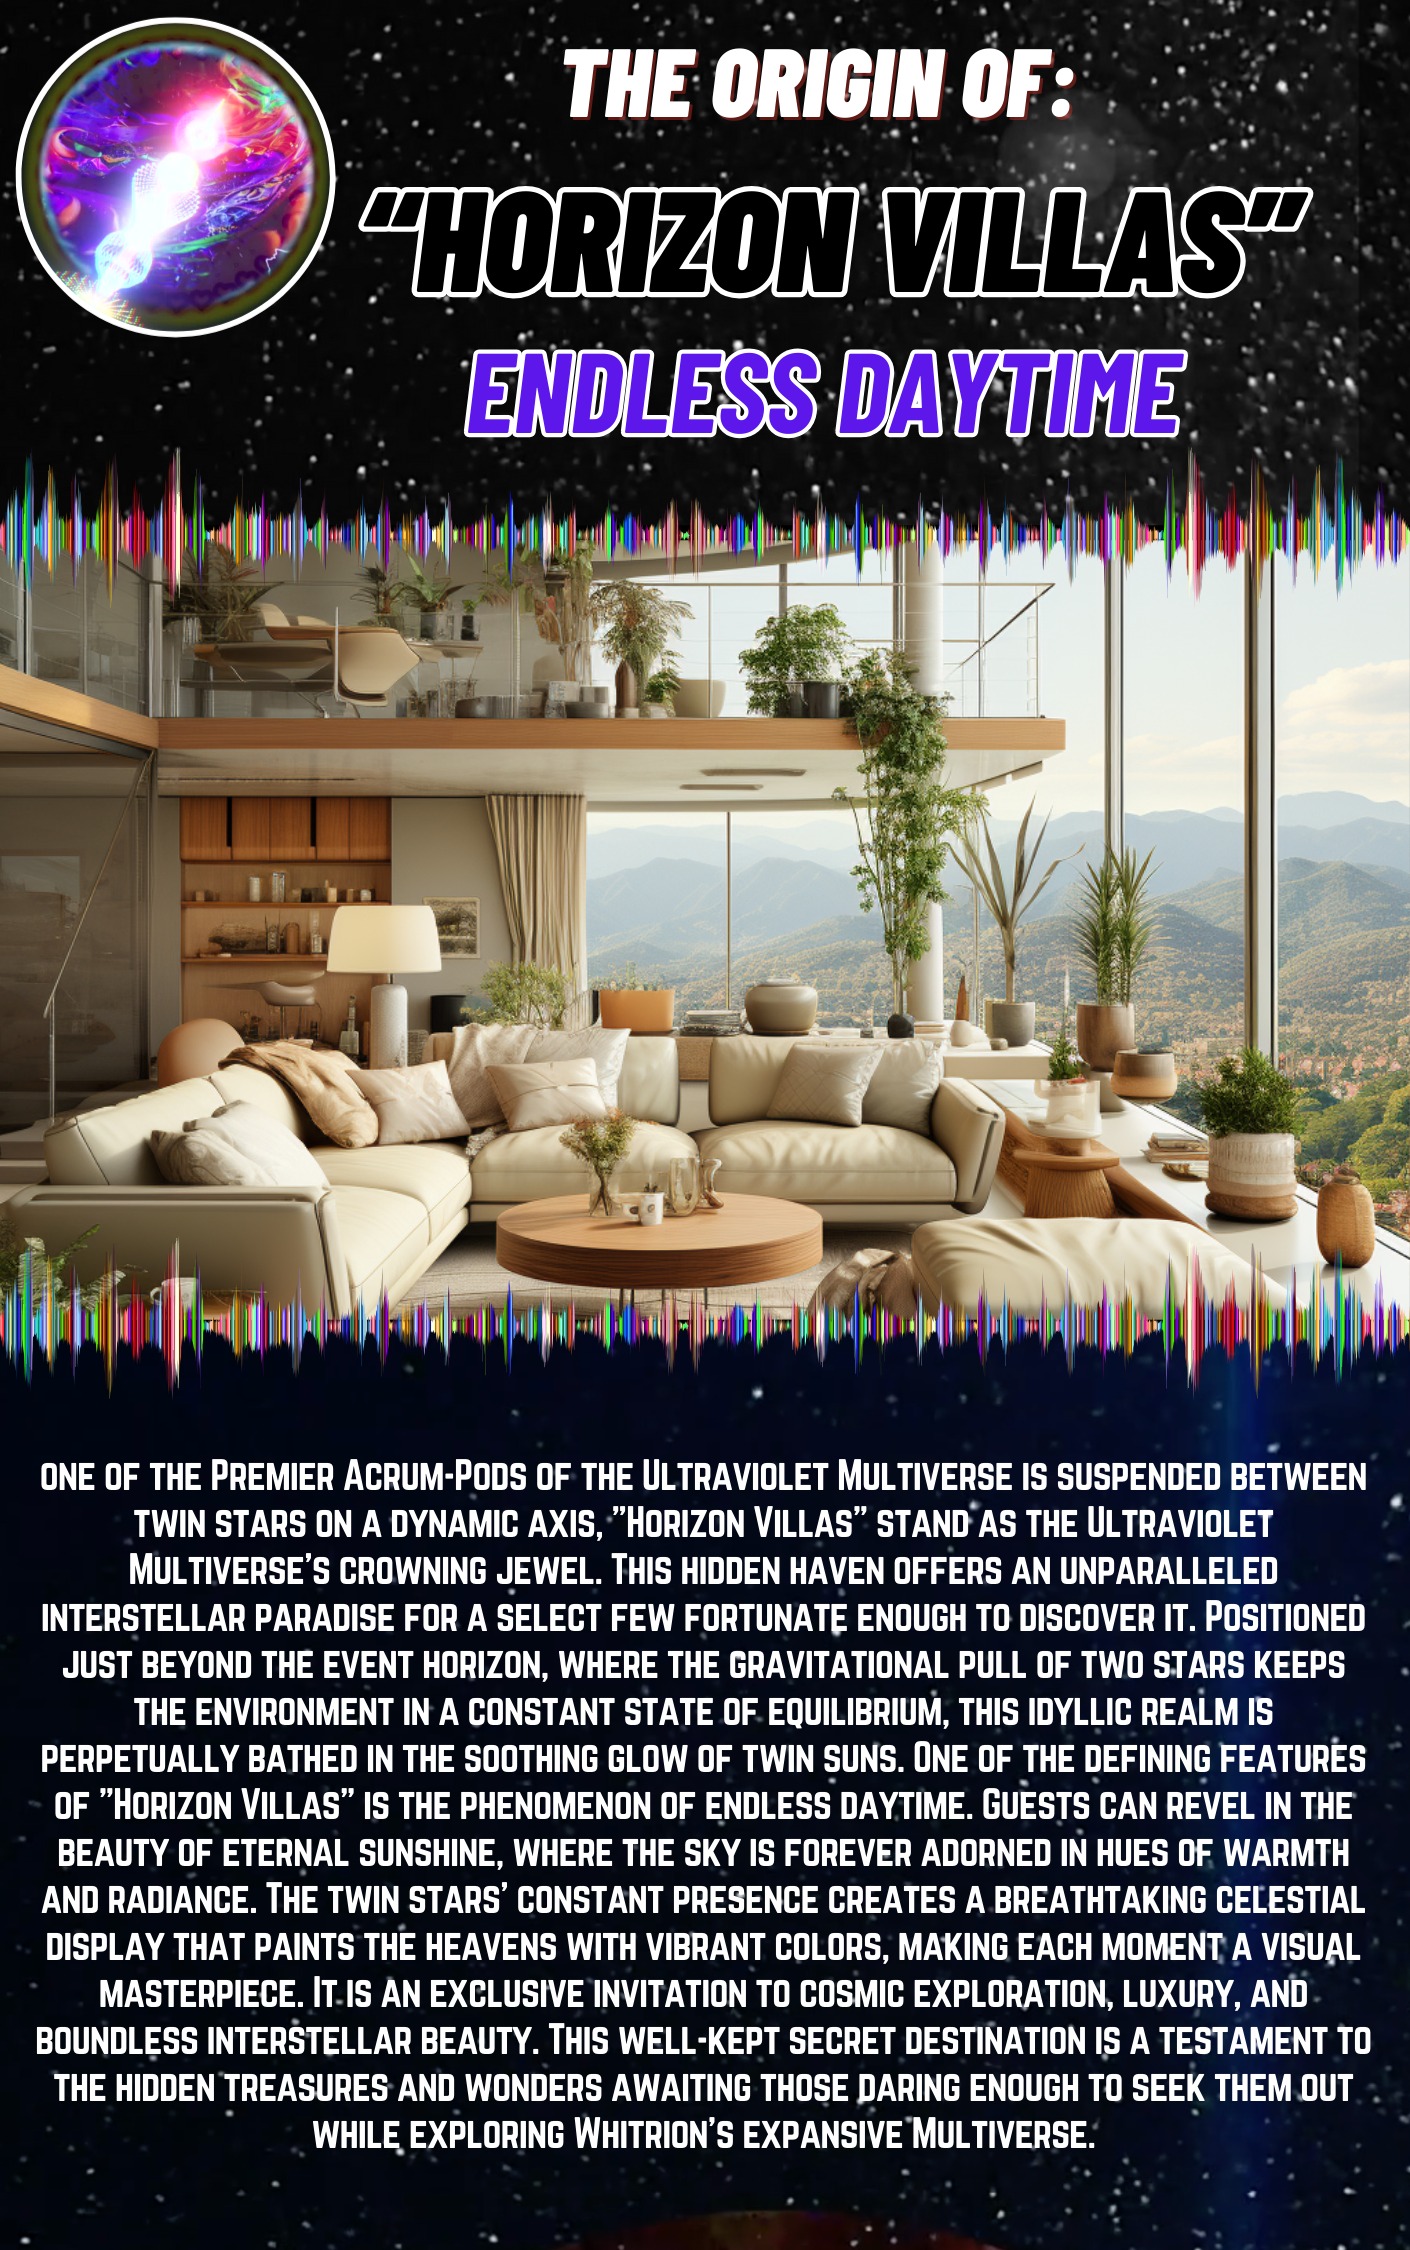 THE ORIGIN OF:
"HORIZON VILLAS"
ENDLESS DAYTIME
one of the Premier Acrum-Pods of the Ultraviolet Multiverse is suspended between
twin stars on a dynamic axis, "Horizon Villas" stand as the Ultraviolet
Multiverse's crowning jewel. This hidden haven offers an unparalleled
interstellar paradise for a select few fortunate enough to discover it. Positioned
just beyond the event horizon, where the gravitational pull of two stars keeps
the environment in a constant state of equilibrium, this idyllic realm is
perpetually bathed in the soothing glow of twin suns. One of the defining features
of "Horizon Villas" is the phenomenon of endless daytime. Guests can revel in the
beauty of eternal sunshine, where the sky is forever adorned in hues of warmth
and radiance. The twin stars' constant presence creates a breathtaking celestial
display that paints the heavens with vibrant colors, making each moment a visual
masterpiece. It is an exclusive invitation to cosmic exploration, luxury, and
boundless interstellar beauty. This well-kept secret destination is a testament to
the hidden treasures and wonders awaiting those daring enough to seek them out
while exploring Whitrion's expansive Multiverse.